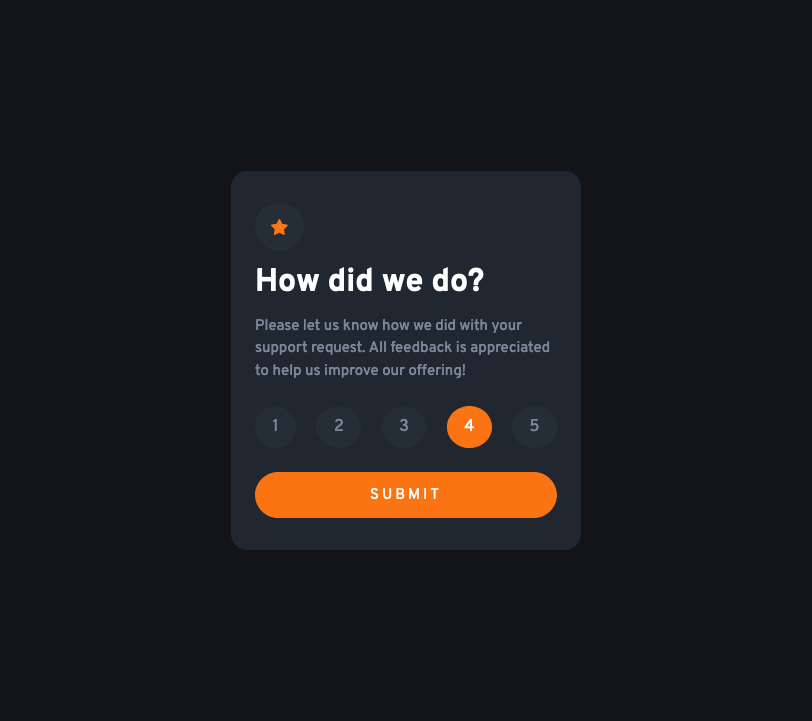 How did we do?
Please let us know how we did with your
support request. All feedback is appreciated
to help us improve our offering!
1 2 3 4 5
SUBMIT